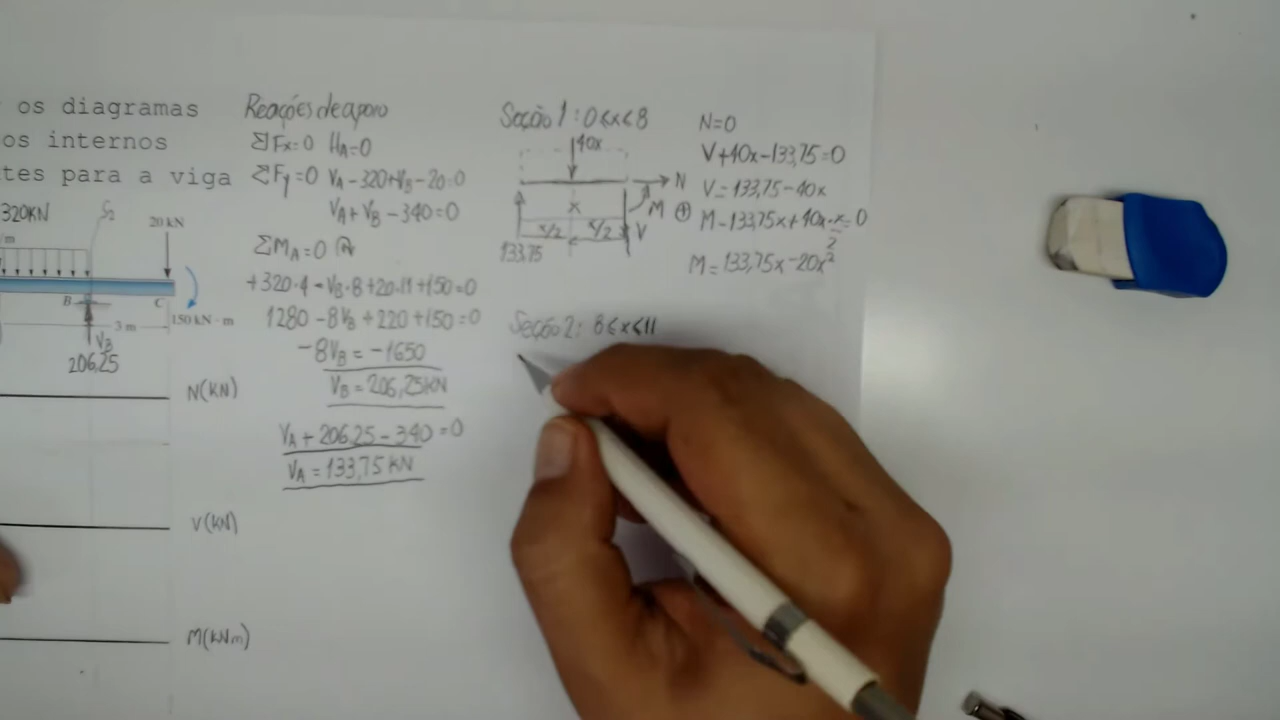 os diagramas
os internos
tes para a viga
320KN
S2
20 kN
m
B
C
150 kN·m
3 m
VB
206,25
N(KN)
V(KN)
M(KNm)
Reações de apoio
ΣFx=0 HA=0
ΣFy=0 VA-320+VB-20=0
VA+VB-340=0
ΣMA=0
+320·4-VB·8+20·11+150=0
1280-8VB+220+150=0
-8VB=-1650
VB=206,25KN
VA+206,25-340=0
VA=133,75KN
Seção 1: 0<x<8
40x
N
M
+
x
x/2
x/2
V
133,75
N=0
V+40x-133,75=0
V=133,75-40x
M-133,75x+40x·x/2=0
M=133,75x-20x²
Seção 2: 8<x<11